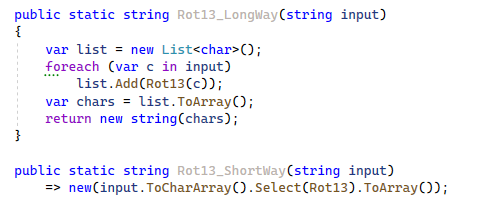 public static string Rot13_LongWay(string input)
{
    var list = new List<char>();
    foreach (var c in input)
        list.Add(Rot13(c));
    var chars = list.ToArray();
    return new string(chars);
}

public static string Rot13_ShortWay(string input)
    => new(input.ToCharArray().Select(Rot13).ToArray());